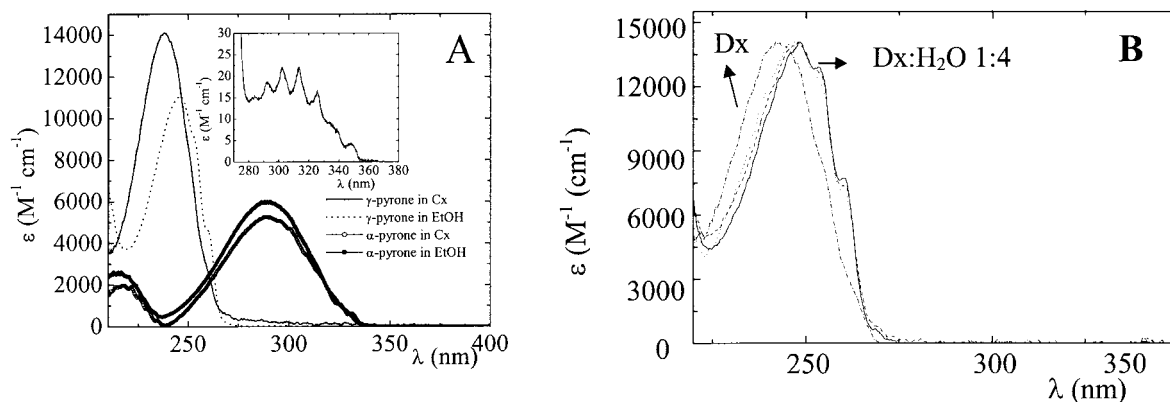 A
14000
12000
10000
8000
6000
4000
2000
0
ε (M⁻¹ cm⁻¹)
250
300
350
400
λ (nm)
30
25
20
15
10
5
0
ε (M⁻¹ cm⁻¹)
280
300
320
340
360
380
λ (nm)
γ-pyrone in Cx
γ-pyrone in EtOH
α-pyrone in Cx
α-pyrone in EtOH
B
15000
12000
9000
6000
3000
0
ε (M⁻¹ (cm⁻¹)
Dx
Dx:H₂O 1:4
250
300
350
λ (nm)